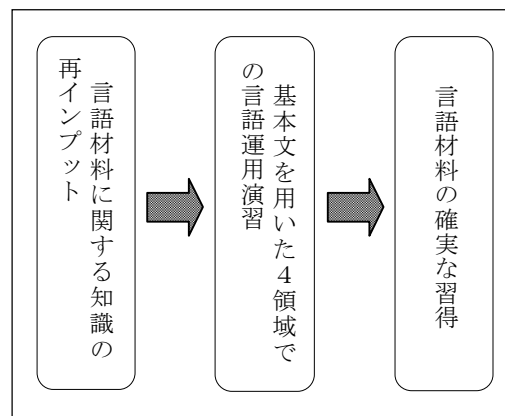 言語材料に関する知識の
再インプット
基本文を用いた４領域で
の言語運用演習
言語材料の確実な習得